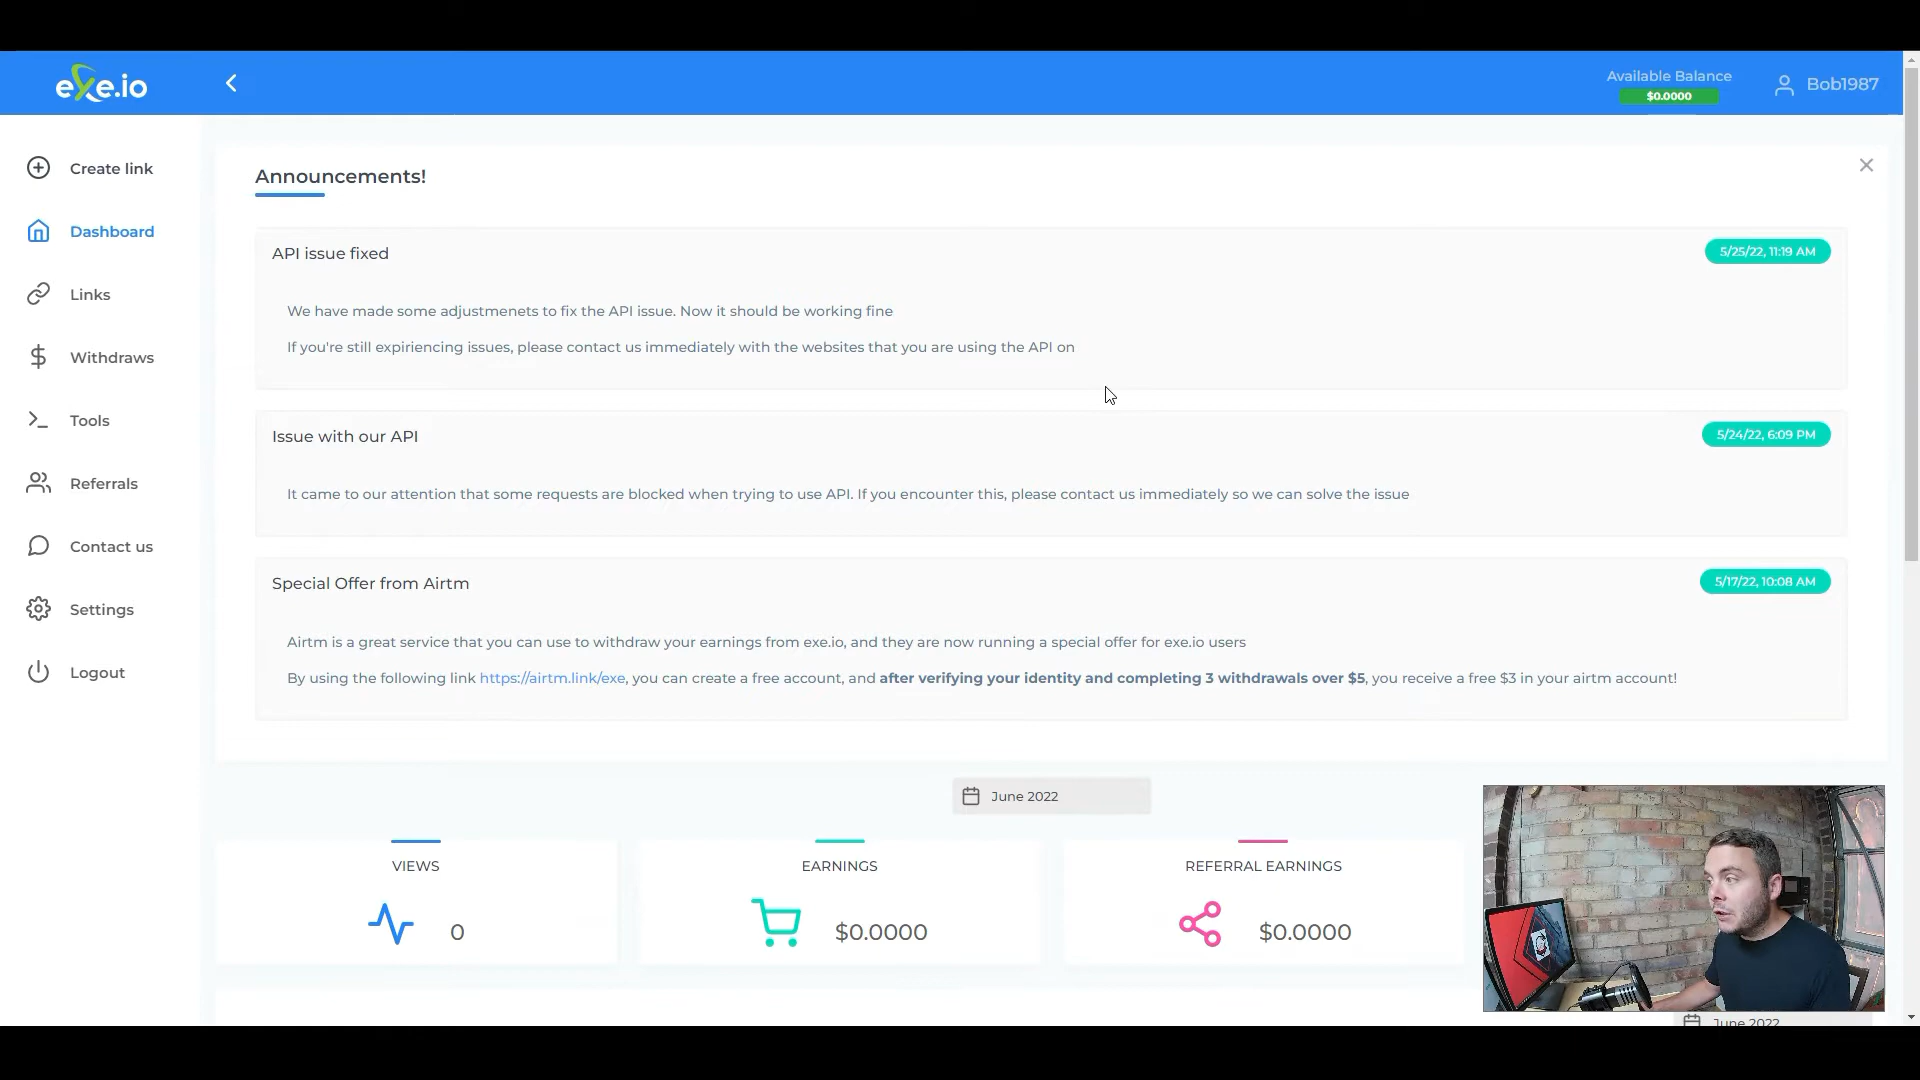 exe.io
Available Balance
$0.0000
Bob1987
Create link
Dashboard
Links
Withdraws
Tools
Referrals
Contact us
Settings
Logout
Announcements!
API issue fixed
5/25/22, 11:19 AM
We have made some adjustmenets to fix the API issue. Now it should be working fine
If you're still expiriencing issues, please contact us immediately with the websites that you are using the API on
Issue with our API
5/24/22, 6:09 PM
It came to our attention that some requests are blocked when trying to use API. If you encounter this, please contact us immediately so we can solve the issue
Special Offer from Airtm
5/17/22, 10:08 AM
Airtm is a great service that you can use to withdraw your earnings from exe.io, and they are now running a special offer for exe.io users
By using the following link https://airtm.link/exe, you can create a free account, and after verifying your identity and completing 3 withdrawals over $5, you receive a free $3 in your airtm account!
June 2022
VIEWS
0
EARNINGS
$0.0000
REFERRAL EARNINGS
$0.0000
June 2022